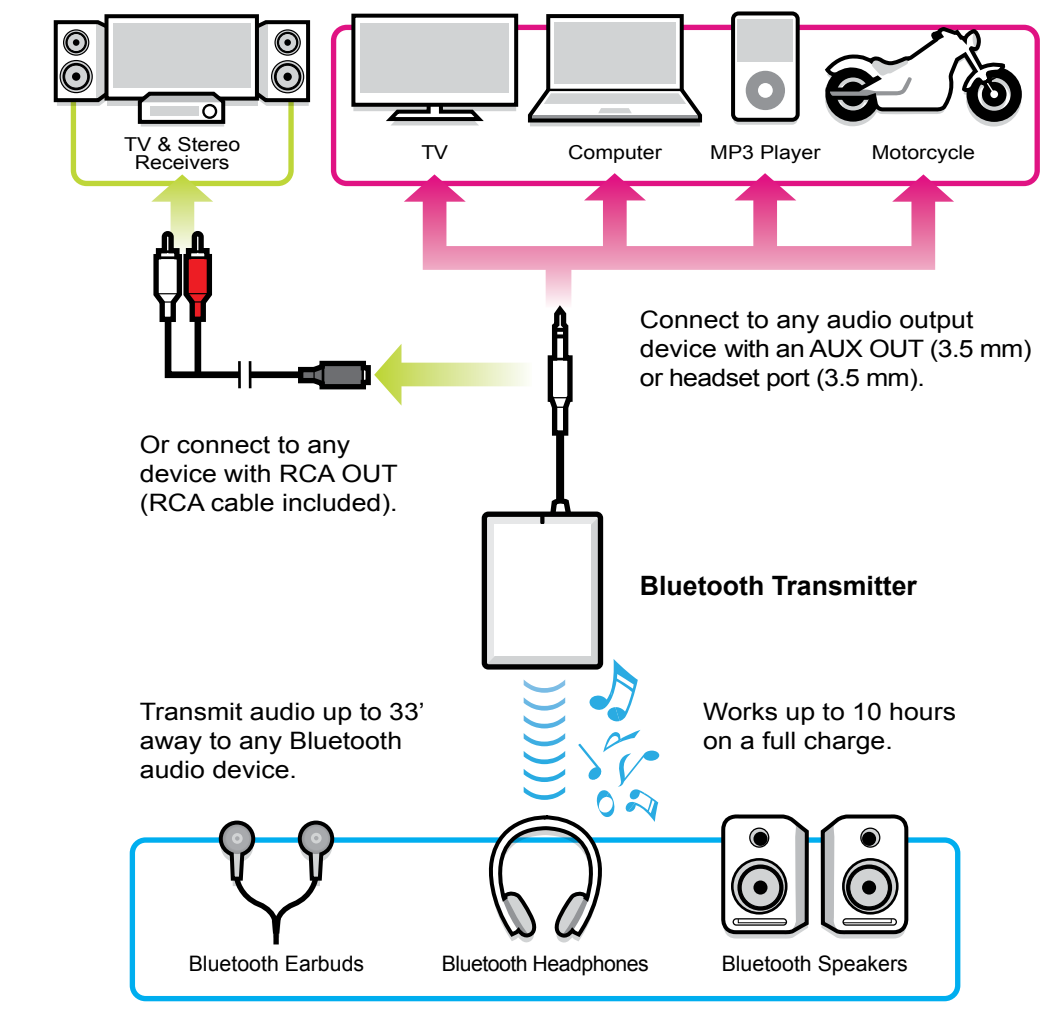 TV & Stereo
Receivers
TV
Computer
MP3 Player
Motorcycle
Connect to any audio output
device with an AUX OUT (3.5 mm)
or headset port (3.5 mm).
Or connect to any
device with RCA OUT
(RCA cable included).
Bluetooth Transmitter
Transmit audio up to 33’
away to any Bluetooth
audio device.
Works up to 10 hours
on a full charge.
Bluetooth Earbuds
Bluetooth Headphones
Bluetooth Speakers